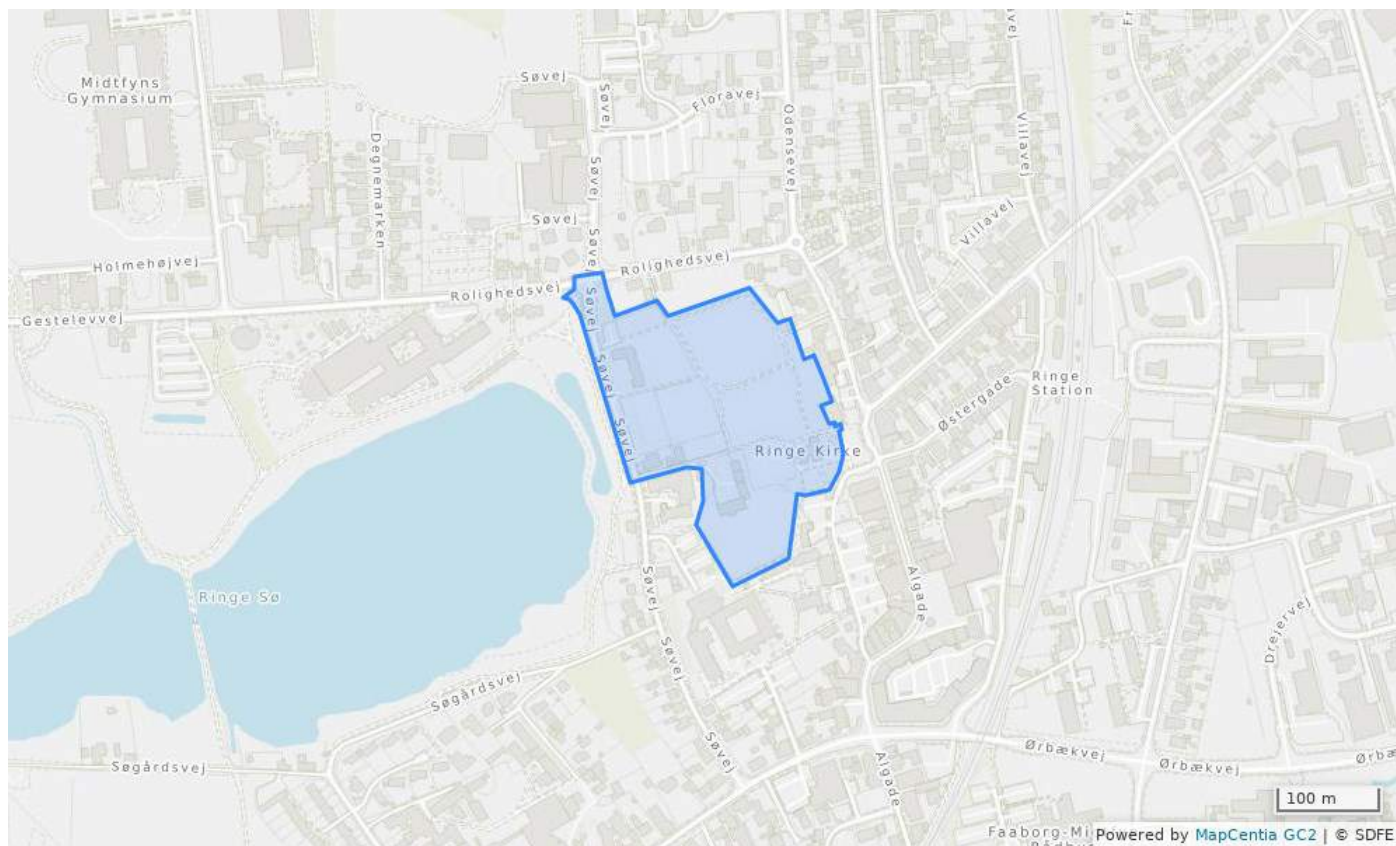 Midtfyns
Gymnasium
Søvej
Søvej
Floravej
Odensevej
Villavej
Degnemarken
Søvej
Søvej
Søvej
Villavej
Holmehøjvej
Rolighedsvej
Rolighedsvej
Gestelevvej
Søvej
Søvej
Søvej
Ringe
Station
Østergade
Ringe Kirke
Ringe Sø
Søvej
Algade
Drejervej
Søgårdsvej
Søvej
Søvej
Søgårdsvej
Ørbækvej
Ørbækvej
Algade
100 m
Powered by MapCentia GC2 | © SDFE